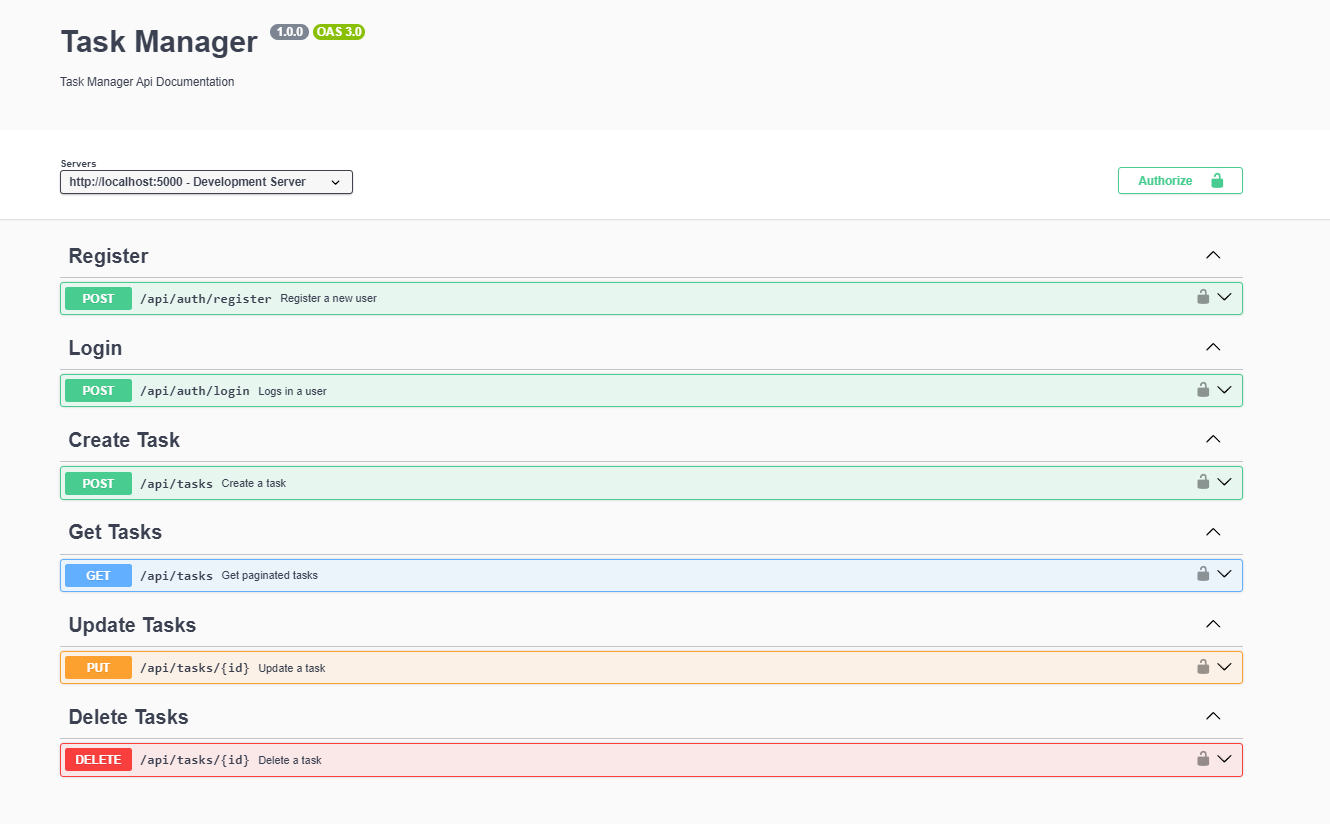 Task Manager 1.0.0 OAS 3.0
Task Manager Api Documentation
Servers
http://localhost:5000 - Development Server
Authorize
Register
POST /api/auth/register Register a new user
Login
POST /api/auth/login Logs in a user
Create Task
POST /api/tasks Create a task
Get Tasks
GET /api/tasks Get paginated tasks
Update Tasks
PUT /api/tasks/{id} Update a task
Delete Tasks
DELETE /api/tasks/{id} Delete a task